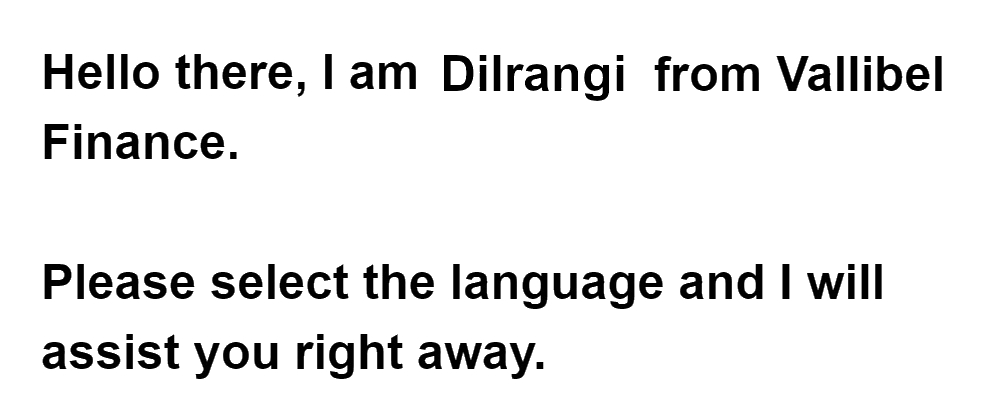 Hello there, I am Dilrangi from Vallibel
Finance.
Please select the language and I will
assist you right away.